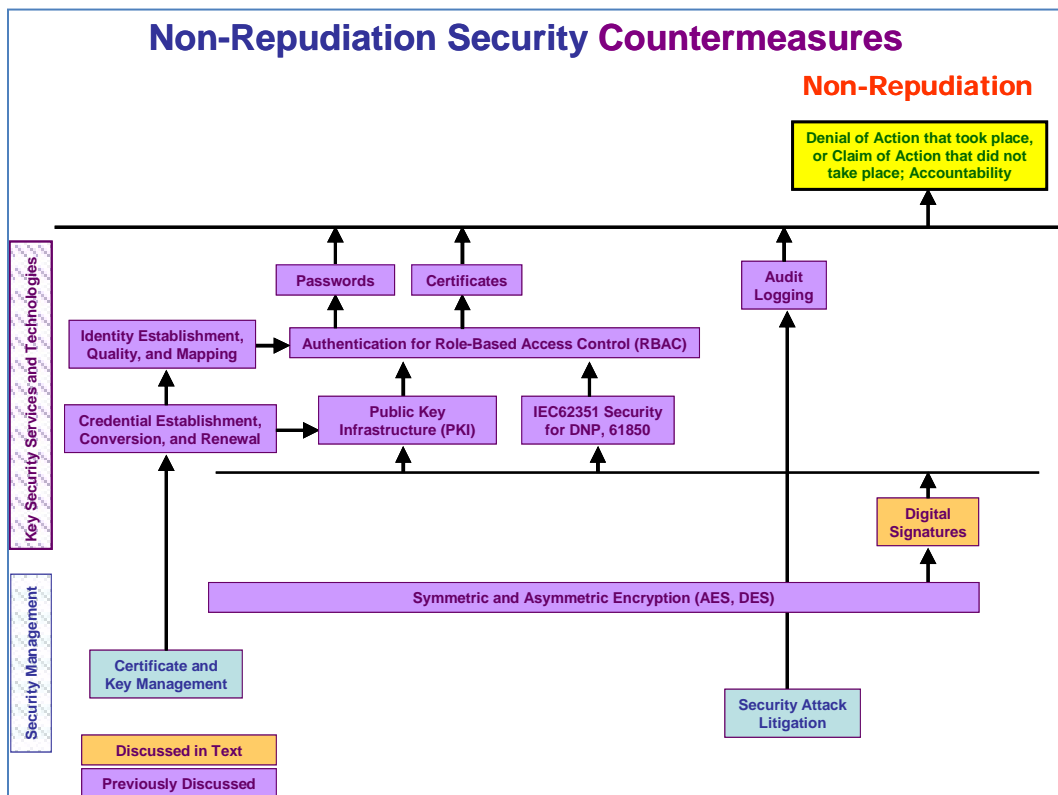 Non-Repudiation Security Countermeasures
Non-Repudiation
Denial of Action that took place,
or Claim of Action that did not
take place; Accountability
Key Security Services and Technologies
Passwords
Certificates
Audit
Logging
Identity Establishment,
Quality, and Mapping
Authentication for Role-Based Access Control (RBAC)
Credential Establishment,
Conversion, and Renewal
Public Key
Infrastructure (PKI)
IEC62351 Security
for DNP, 61850
Digital
Signatures
Security Management
Symmetric and Asymmetric Encryption (AES, DES)
Certificate and
Key Management
Security Attack
Litigation
Discussed in Text
Previously Discussed